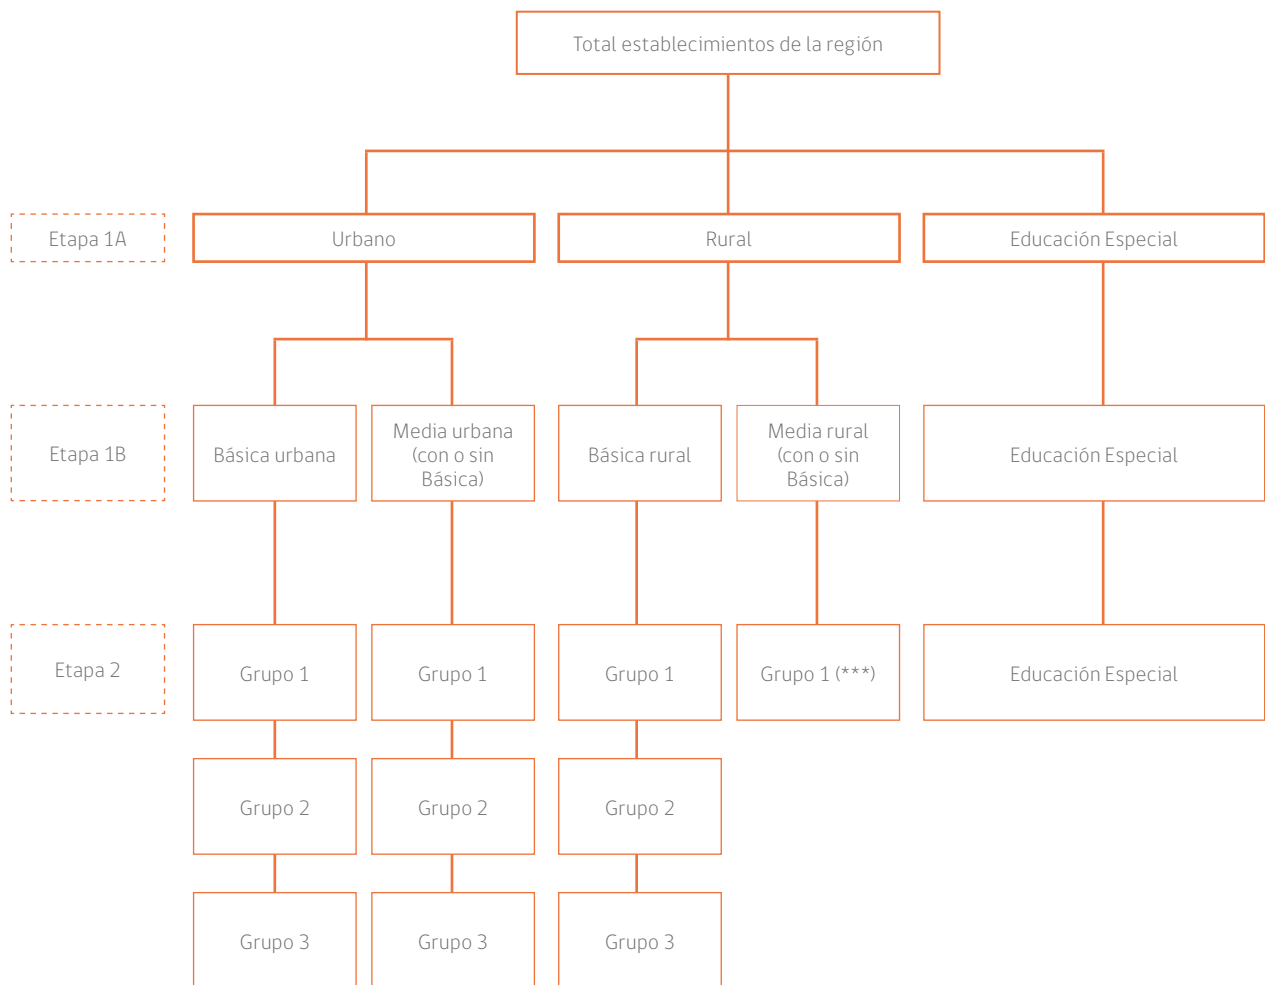 Total establecimientos de la región
Etapa 1A
Urbano
Rural
Educación Especial
Etapa 1B
Básica urbana
Media urbana
(con o sin
Básica)
Básica rural
Media rural
(con o sin
Básica)
Educación Especial
Etapa 2
Grupo 1
Grupo 1
Grupo 1
Grupo 1 (***)
Educación Especial
Grupo 2
Grupo 2
Grupo 2
Grupo 3
Grupo 3
Grupo 3